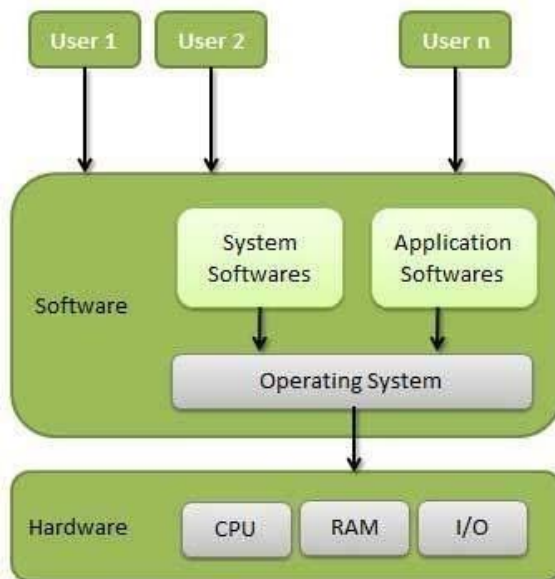 User 1
User 2
User n
System
Softwares
Application
Softwares
Software
Operating System
Hardware
CPU
RAM
I/O